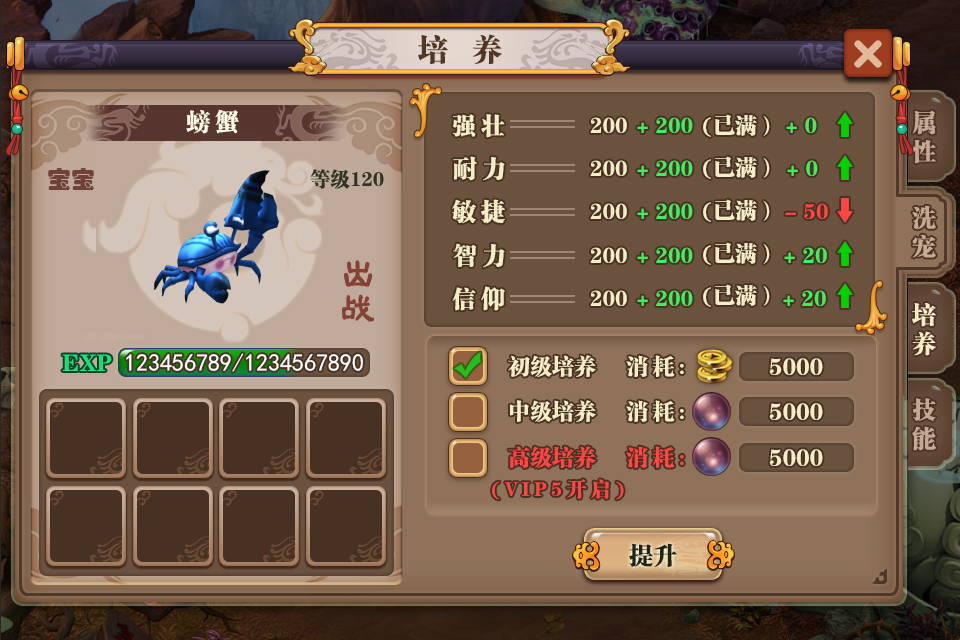 培养
螃蟹
宝宝
等级120
出战
EXP 123456789/1234567890
强壮 200 +200 (已满) +0
耐力 200 +200 (已满) +0
敏捷 200 +200 (已满) -50
智力 200 +200 (已满) +20
信仰 200 +200 (已满) +20
初级培养 消耗: 5000
中级培养 消耗: 5000
高级培养 消耗: 5000
(VIP5开启)
提升
属性
洗宠
培养
技能